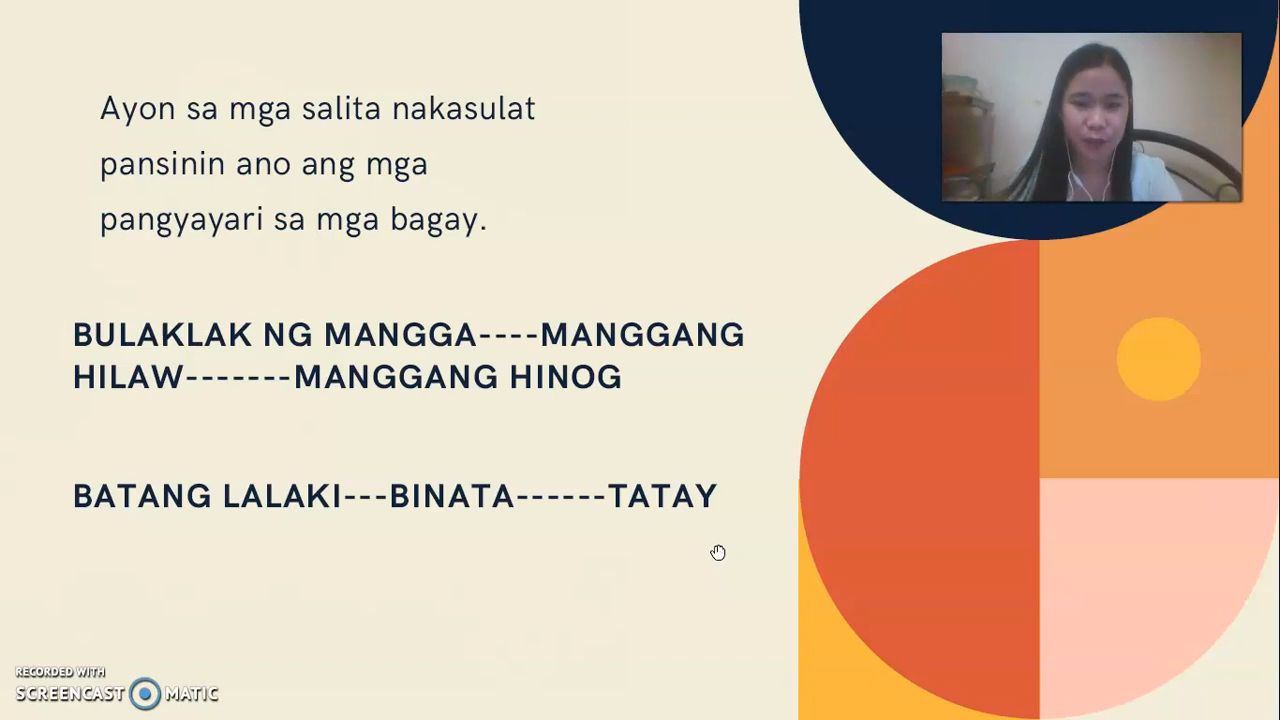 Ayon sa mga salita nakasulat
pansinin ano ang mga
pangyayari sa mga bagay.
BULAKLAK NG MANGGA----MANGGANG
HILAW-------MANGGANG HINOG
BATANG LALAKI---BINATA------TATAY
RECORDED WITH
SCREENCAST MATIC